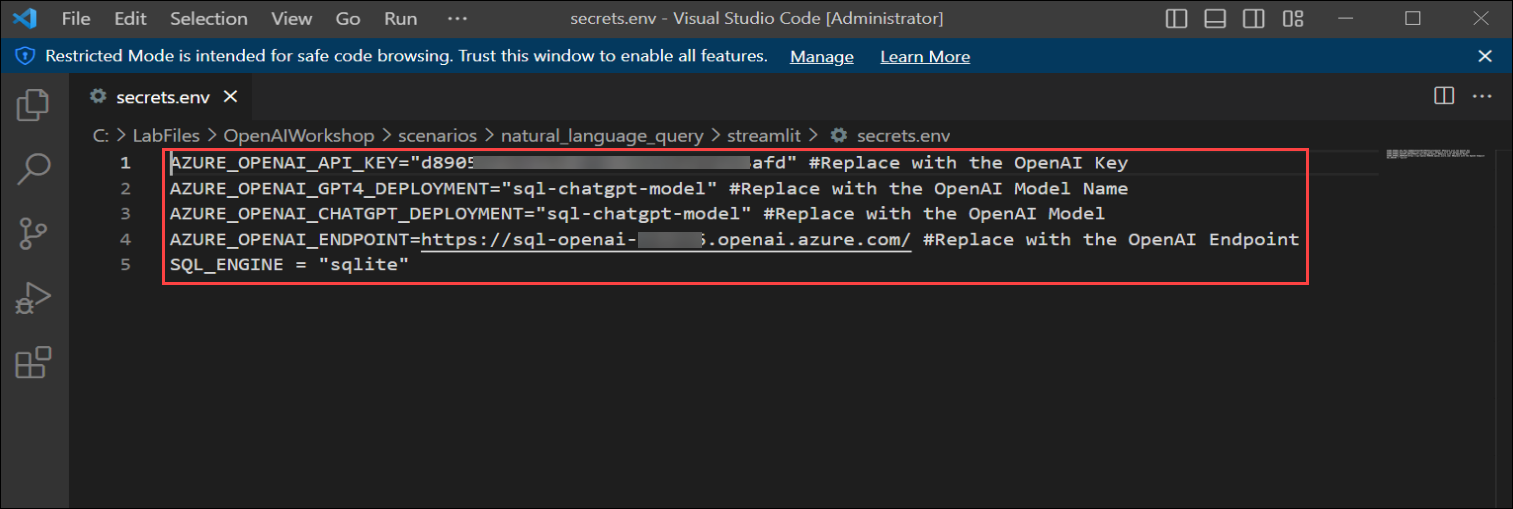 File Edit Selection View Go Run ··· secrets.env - Visual Studio Code [Administrator]
Restricted Mode is intended for safe code browsing. Trust this window to enable all features. Manage Learn More
secrets.env
C: > LabFiles > OpenAIWorkshop > scenarios > natural_language_query > streamlit > secrets.env
1 AZURE_OPENAI_API_KEY="d8905 afd" #Replace with the OpenAI Key
2 AZURE_OPENAI_GPT4_DEPLOYMENT="sql-chatgpt-model" #Replace with the OpenAI Model Name
3 AZURE_OPENAI_CHATGPT_DEPLOYMENT="sql-chatgpt-model" #Replace with the OpenAI Model
4 AZURE_OPENAI_ENDPOINT=https://sql-openai- .openai.azure.com/ #Replace with the OpenAI Endpoint
5 SQL_ENGINE = "sqlite"